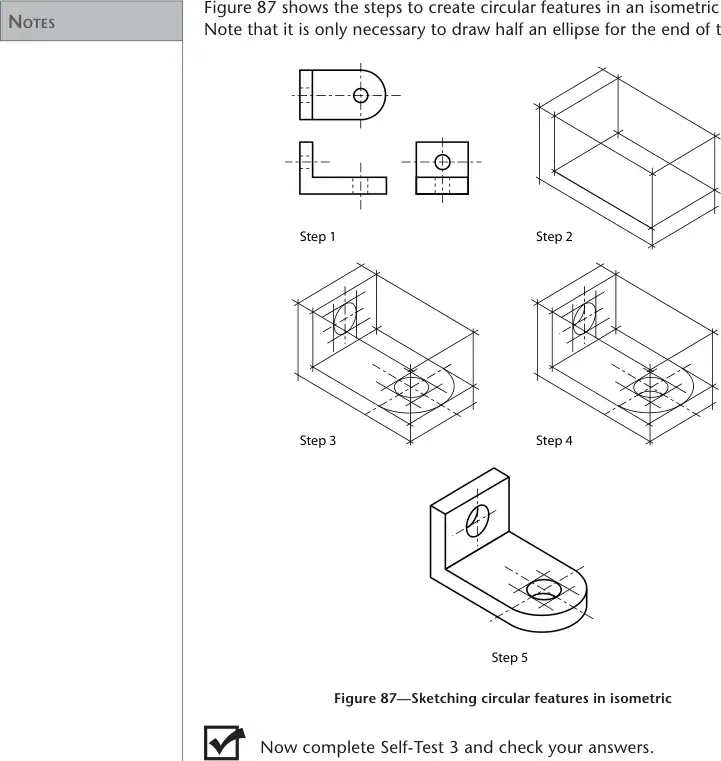 NOTES
Figure 87 shows the steps to create circular features in an isometric
Note that it is only necessary to draw half an ellipse for the end of t
Step 1
Step 2
Step 3
Step 4
Step 5
Figure 87—Sketching circular features in isometric
Now complete Self-Test 3 and check your answers.